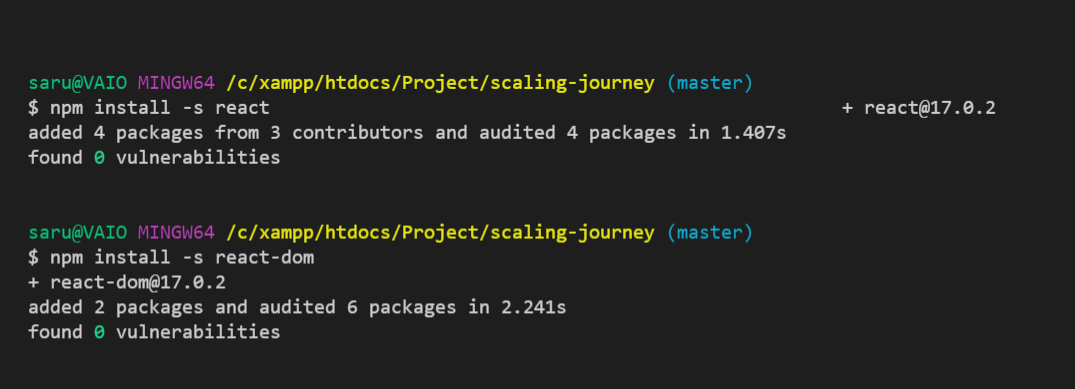 saru@VAIO MINGW64 /c/xampp/htdocs/Project/scaling-journey (master)
$ npm install -s react + react@17.0.2
added 4 packages from 3 contributors and audited 4 packages in 1.407s
found 0 vulnerabilities
saru@VAIO MINGW64 /c/xampp/htdocs/Project/scaling-journey (master)
$ npm install -s react-dom
+ react-dom@17.0.2
added 2 packages and audited 6 packages in 2.241s
found 0 vulnerabilities